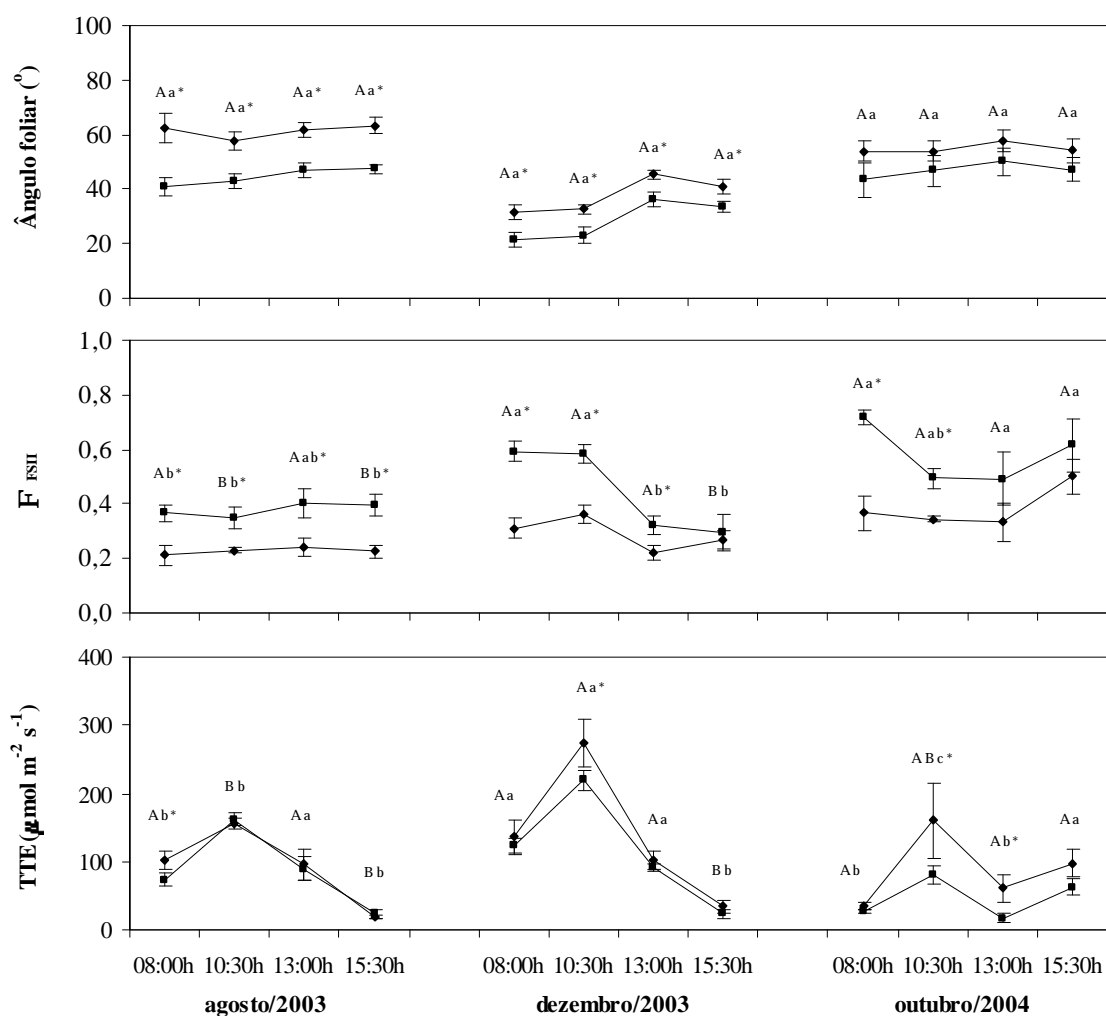 Ângulo foliar (º)
100
80
60
40
20
0
Aa* Aa* Aa* Aa*
Aa* Aa* Aa* Aa*
Aa Aa Aa Aa
F FSII
1,0
0,8
0,6
0,4
0,2
0,0
Ab* Bb* Aab* Bb*
Aa* Aa* Ab* Bb
Aa* Aab* Aa Aa
TTE (µmol m-2 s-1)
400
300
200
100
0
Ab* Bb Aa Bb
Aa Aa* Aa Bb
Ab ABc* Ab* Aa
08:00h 10:30h 13:00h 15:30h 08:00h 10:30h 13:00h 15:30h 08:00h 10:30h 13:00h 15:30h
agosto/2003 dezembro/2003 outubro/2004